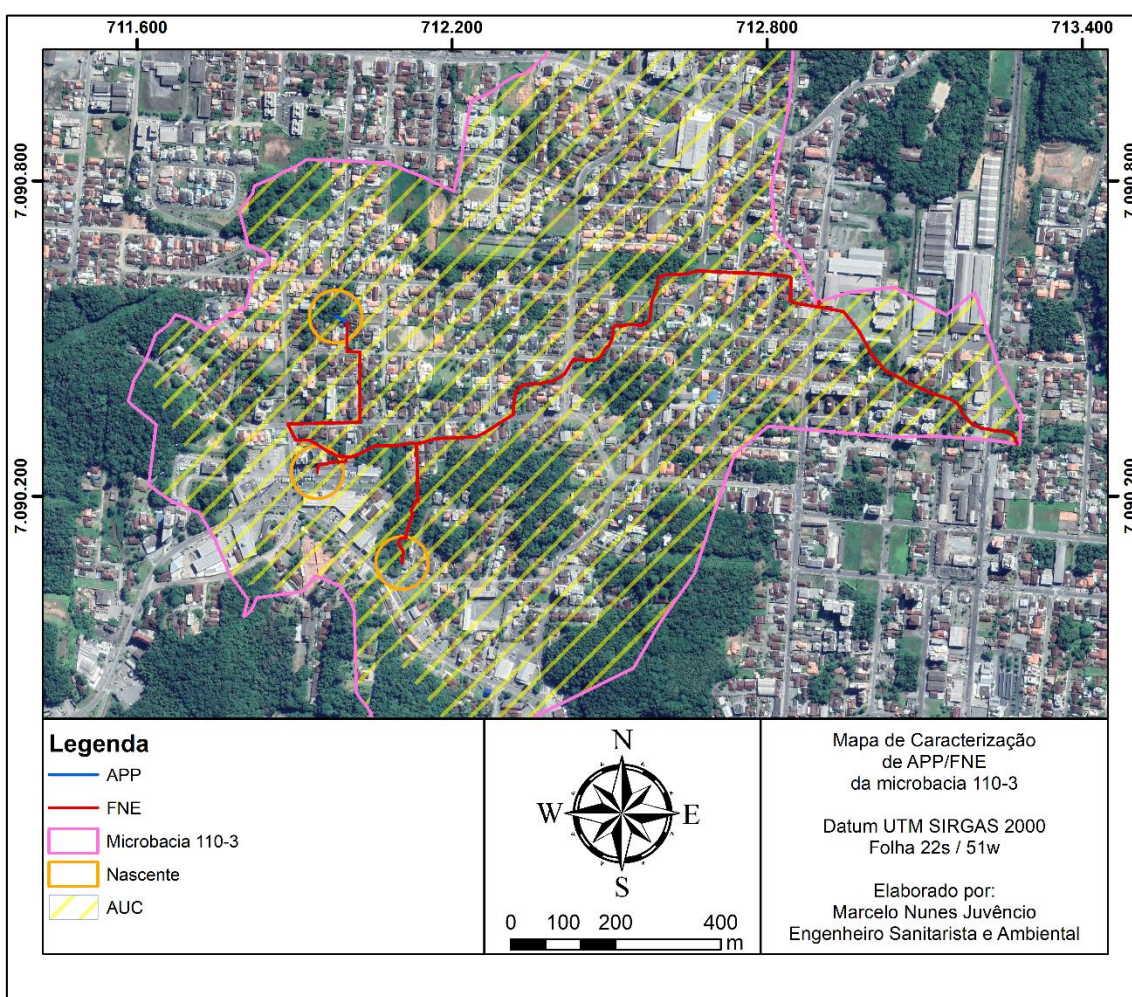 711.600
712.200
712.800
713.400
7.090.800
7.090.800
7.090.200
7.090.200
Legenda
APP
FNE
Microbacia 110-3
Nascente
AUC
N
W
E
S
0 100 200 400
m
Mapa de Caracterização
de APP/FNE
da microbacia 110-3
Datum UTM SIRGAS 2000
Folha 22s / 51w
Elaborado por:
Marcelo Nunes Juvêncio
Engenheiro Sanitarista e Ambiental